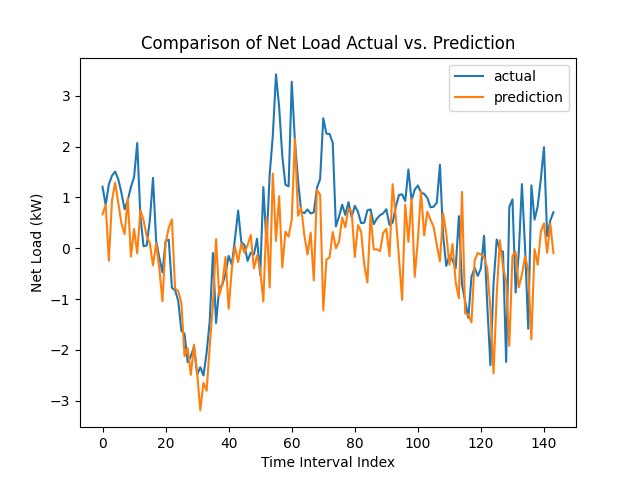 Comparison of Net Load Actual vs. Prediction
actual
prediction
Net Load (kW)
3
2
1
0
−1
−2
−3
0 20 40 60 80 100 120 140
Time Interval Index